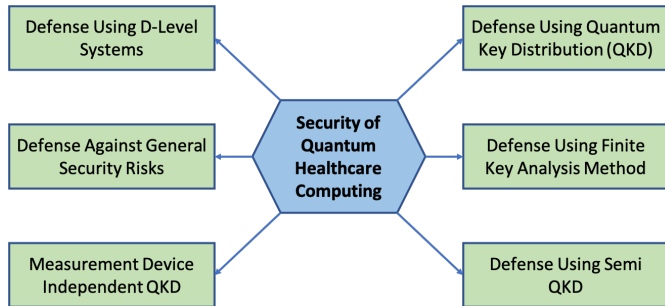 Defense Using D-Level
Systems
Defense Using Quantum
Key Distribution (QKD)
Defense Against General
Security Risks
Security of
Quantum
Healthcare
Computing
Defense Using Finite
Key Analysis Method
Measurement Device
Independent QKD
Defense Using Semi
QKD